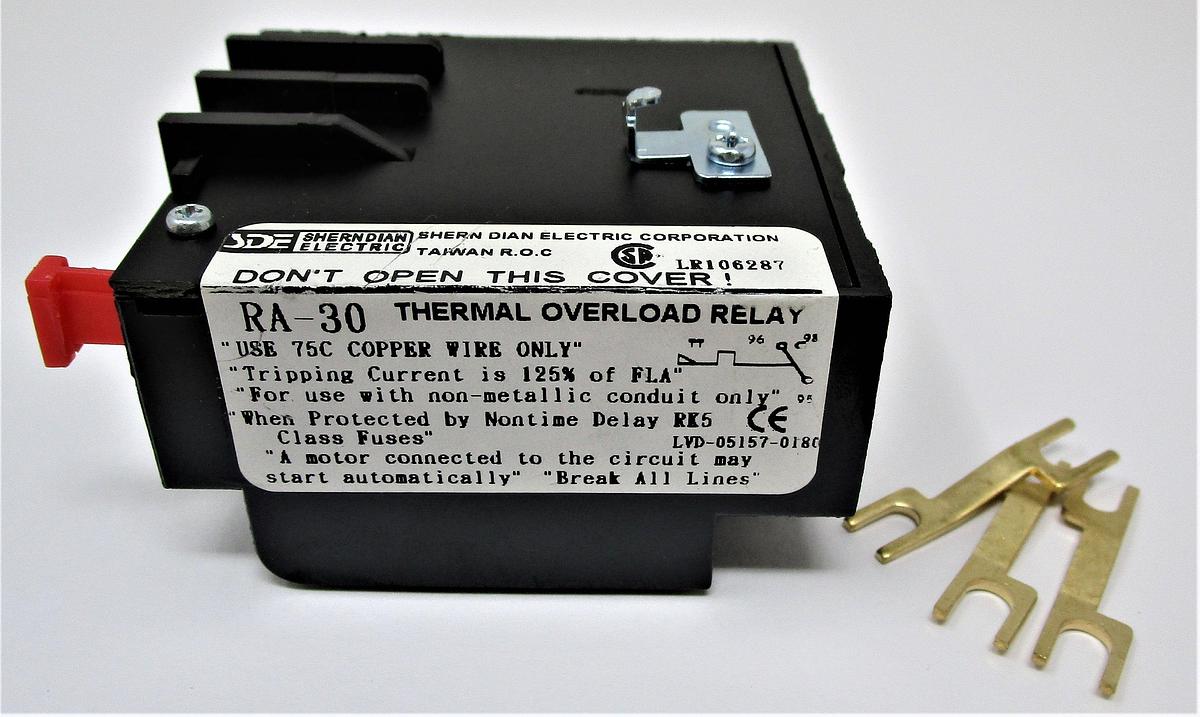 SDE SHERNDIAN ELECTRIC SHERN DIAN ELECTRIC CORPORATION
TAIWAN R.O.C SA LR106287
DON'T OPEN THIS COVER!
RA-30 THERMAL OVERLOAD RELAY
"USE 75C COPPER WIRE ONLY" 96 98
"Tripping Current is 125% of FLA"
"For use with non-metallic conduit only" 95
"When Protected by Nontime Delay RK5 CE
Class Fuses" LVD-05157-0180
"A motor connected to the circuit may
start automatically" "Break All Lines"